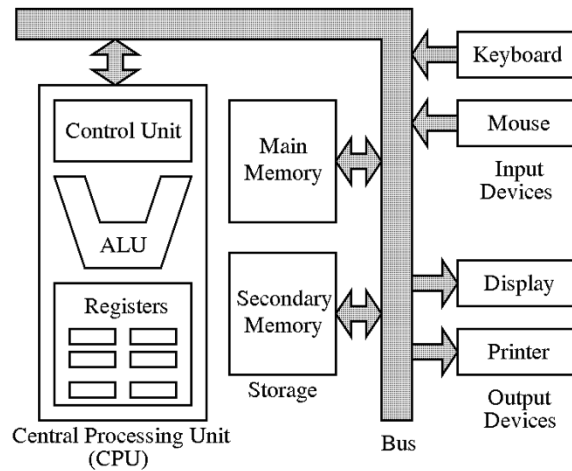 Control Unit
ALU
Registers
Central Processing Unit
(CPU)
Main
Memory
Secondary
Memory
Storage
Bus
Keyboard
Mouse
Input
Devices
Display
Printer
Output
Devices